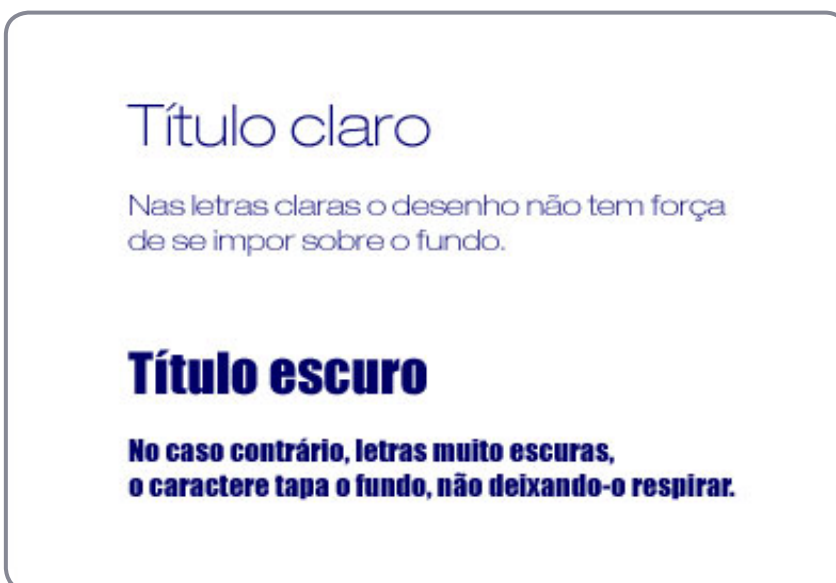 Título claro
Nas letras claras o desenho não tem força
de se impor sobre o fundo.
Título escuro
No caso contrário, letras muito escuras,
o caractere tapa o fundo, não deixando-o respirar.